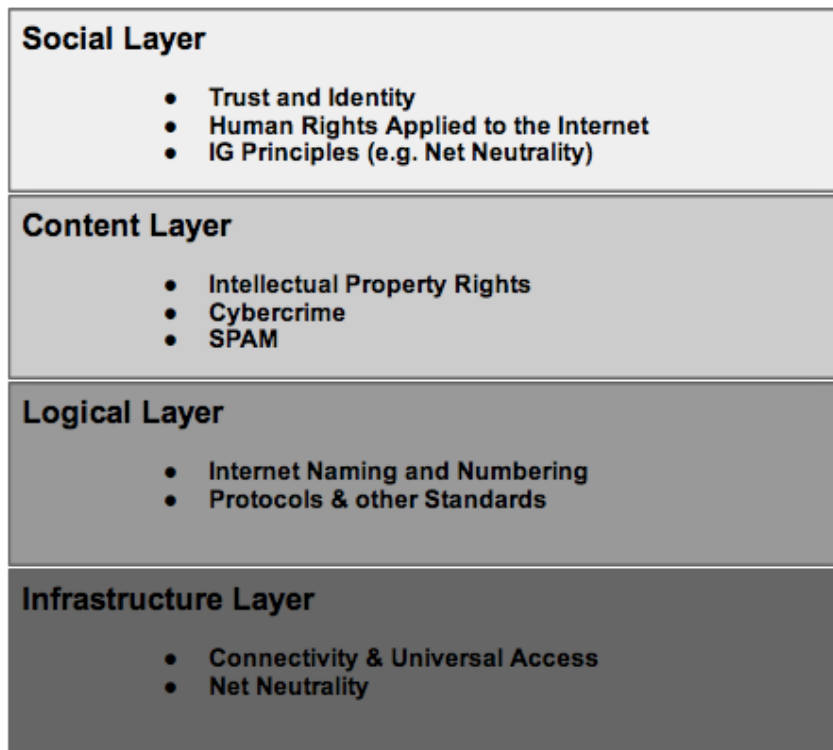 Social Layer
● Trust and Identity
● Human Rights Applied to the Internet
● IG Principles (e.g. Net Neutrality)
Content Layer
● Intellectual Property Rights
● Cybercrime
● SPAM
Logical Layer
● Internet Naming and Numbering
● Protocols & other Standards
Infrastructure Layer
● Connectivity & Universal Access
● Net Neutrality